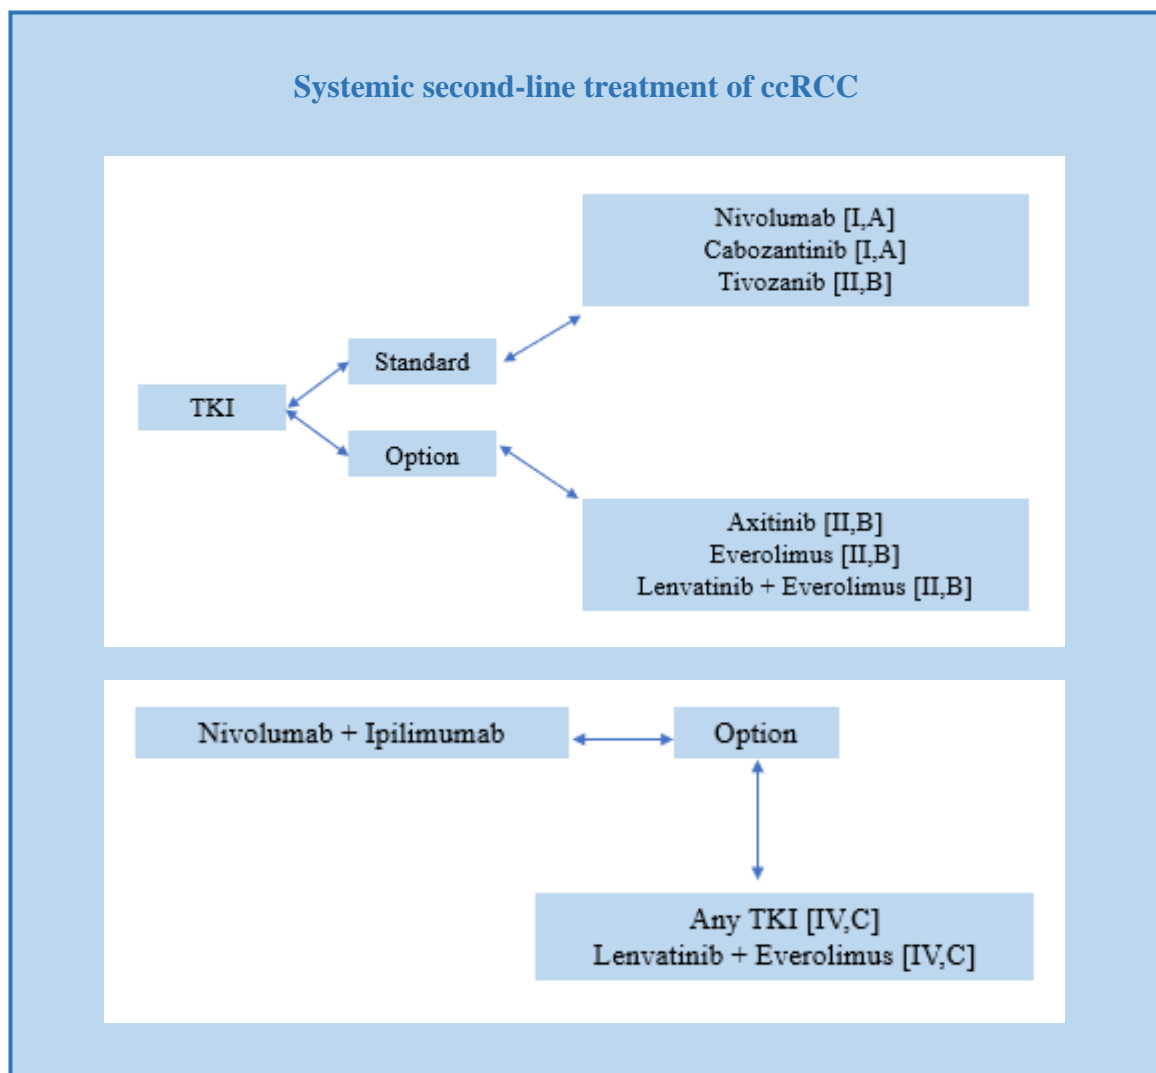 Systemic second-line treatment of ccRCC
Nivolumab [I,A]
Cabozantinib [I,A]
Tivozanib [II,B]
Standard
TKI
Option
Axitinib [II,B]
Everolimus [II,B]
Lenvatinib + Everolimus [II,B]
Nivolumab + Ipilimumab
Option
Any TKI [IV,C]
Lenvatinib + Everolimus [IV,C]